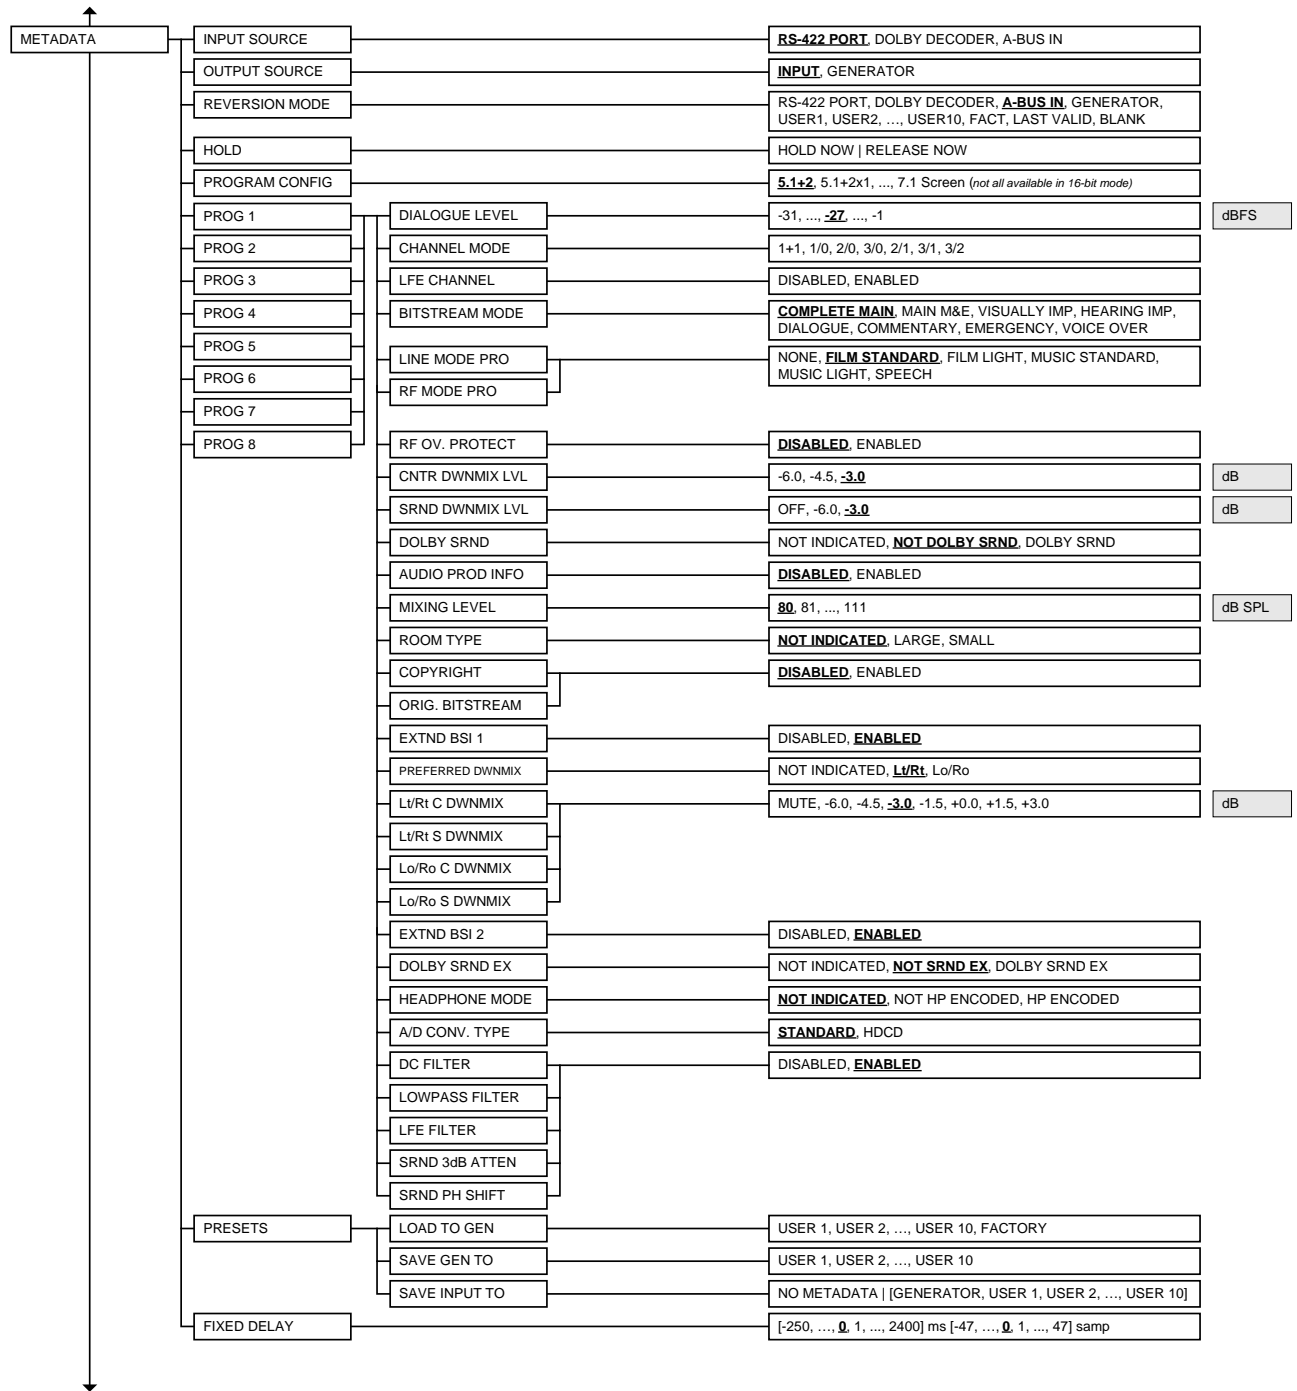 METADATA
INPUT SOURCE
RS-422 PORT, DOLBY DECODER, A-BUS IN
OUTPUT SOURCE
INPUT, GENERATOR
REVERSION MODE
RS-422 PORT, DOLBY DECODER, A-BUS IN, GENERATOR,
USER1, USER2, …, USER10, FACT, LAST VALID, BLANK
HOLD
HOLD NOW | RELEASE NOW
PROGRAM CONFIG
5.1+2, 5.1+2x1, ..., 7.1 Screen (not all available in 16-bit mode)
PROG 1
DIALOGUE LEVEL
-31, ..., -27, ..., -1
dBFS
PROG 2
CHANNEL MODE
1+1, 1/0, 2/0, 3/0, 2/1, 3/1, 3/2
PROG 3
LFE CHANNEL
DISABLED, ENABLED
PROG 4
BITSTREAM MODE
COMPLETE MAIN, MAIN M&E, VISUALLY IMP, HEARING IMP,
DIALOGUE, COMMENTARY, EMERGENCY, VOICE OVER
PROG 5
LINE MODE PRO
NONE, FILM STANDARD, FILM LIGHT, MUSIC STANDARD,
MUSIC LIGHT, SPEECH
PROG 6
RF MODE PRO
PROG 7
PROG 8
RF OV. PROTECT
DISABLED, ENABLED
CNTR DWNMIX LVL
-6.0, -4.5, -3.0
dB
SRND DWNMIX LVL
OFF, -6.0, -3.0
dB
DOLBY SRND
NOT INDICATED, NOT DOLBY SRND, DOLBY SRND
AUDIO PROD INFO
DISABLED, ENABLED
MIXING LEVEL
80, 81, ..., 111
dB SPL
ROOM TYPE
NOT INDICATED, LARGE, SMALL
COPYRIGHT
DISABLED, ENABLED
ORIG. BITSTREAM
EXTND BSI 1
DISABLED, ENABLED
PREFERRED DWNMIX
NOT INDICATED, Lt/Rt, Lo/Ro
Lt/Rt C DWNMIX
MUTE, -6.0, -4.5, -3.0, -1.5, +0.0, +1.5, +3.0
dB
Lt/Rt S DWNMIX
Lo/Ro C DWNMIX
Lo/Ro S DWNMIX
EXTND BSI 2
DISABLED, ENABLED
DOLBY SRND EX
NOT INDICATED, NOT SRND EX, DOLBY SRND EX
HEADPHONE MODE
NOT INDICATED, NOT HP ENCODED, HP ENCODED
A/D CONV. TYPE
STANDARD, HDCD
DC FILTER
DISABLED, ENABLED
LOWPASS FILTER
LFE FILTER
SRND 3dB ATTEN
SRND PH SHIFT
PRESETS
LOAD TO GEN
USER 1, USER 2, …, USER 10, FACTORY
SAVE GEN TO
USER 1, USER 2, …, USER 10
SAVE INPUT TO
NO METADATA | [GENERATOR, USER 1, USER 2, …, USER 10]
FIXED DELAY
[-250, …, 0, 1, ..., 2400] ms [-47, …, 0, 1, ..., 47] samp